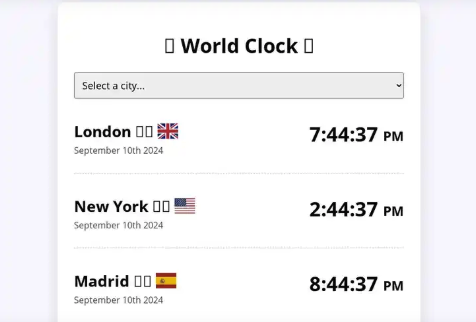 World Clock
Select a city...
London
7:44:37 PM
September 10th 2024
New York
2:44:37 PM
September 10th 2024
Madrid
8:44:37 PM
September 10th 2024